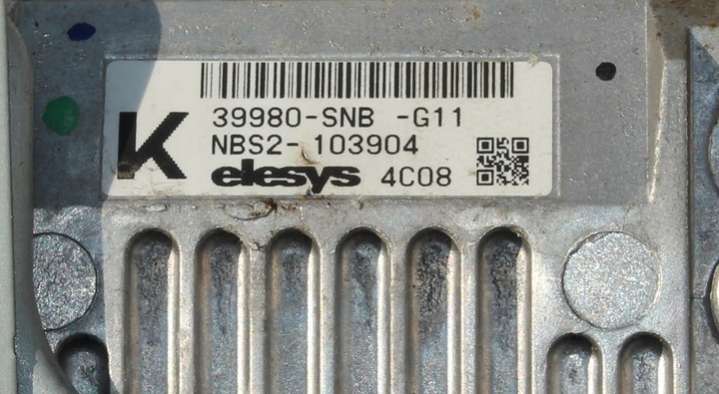 K
39980-SNB -G11
NBS2- 103904
elesys 4C08